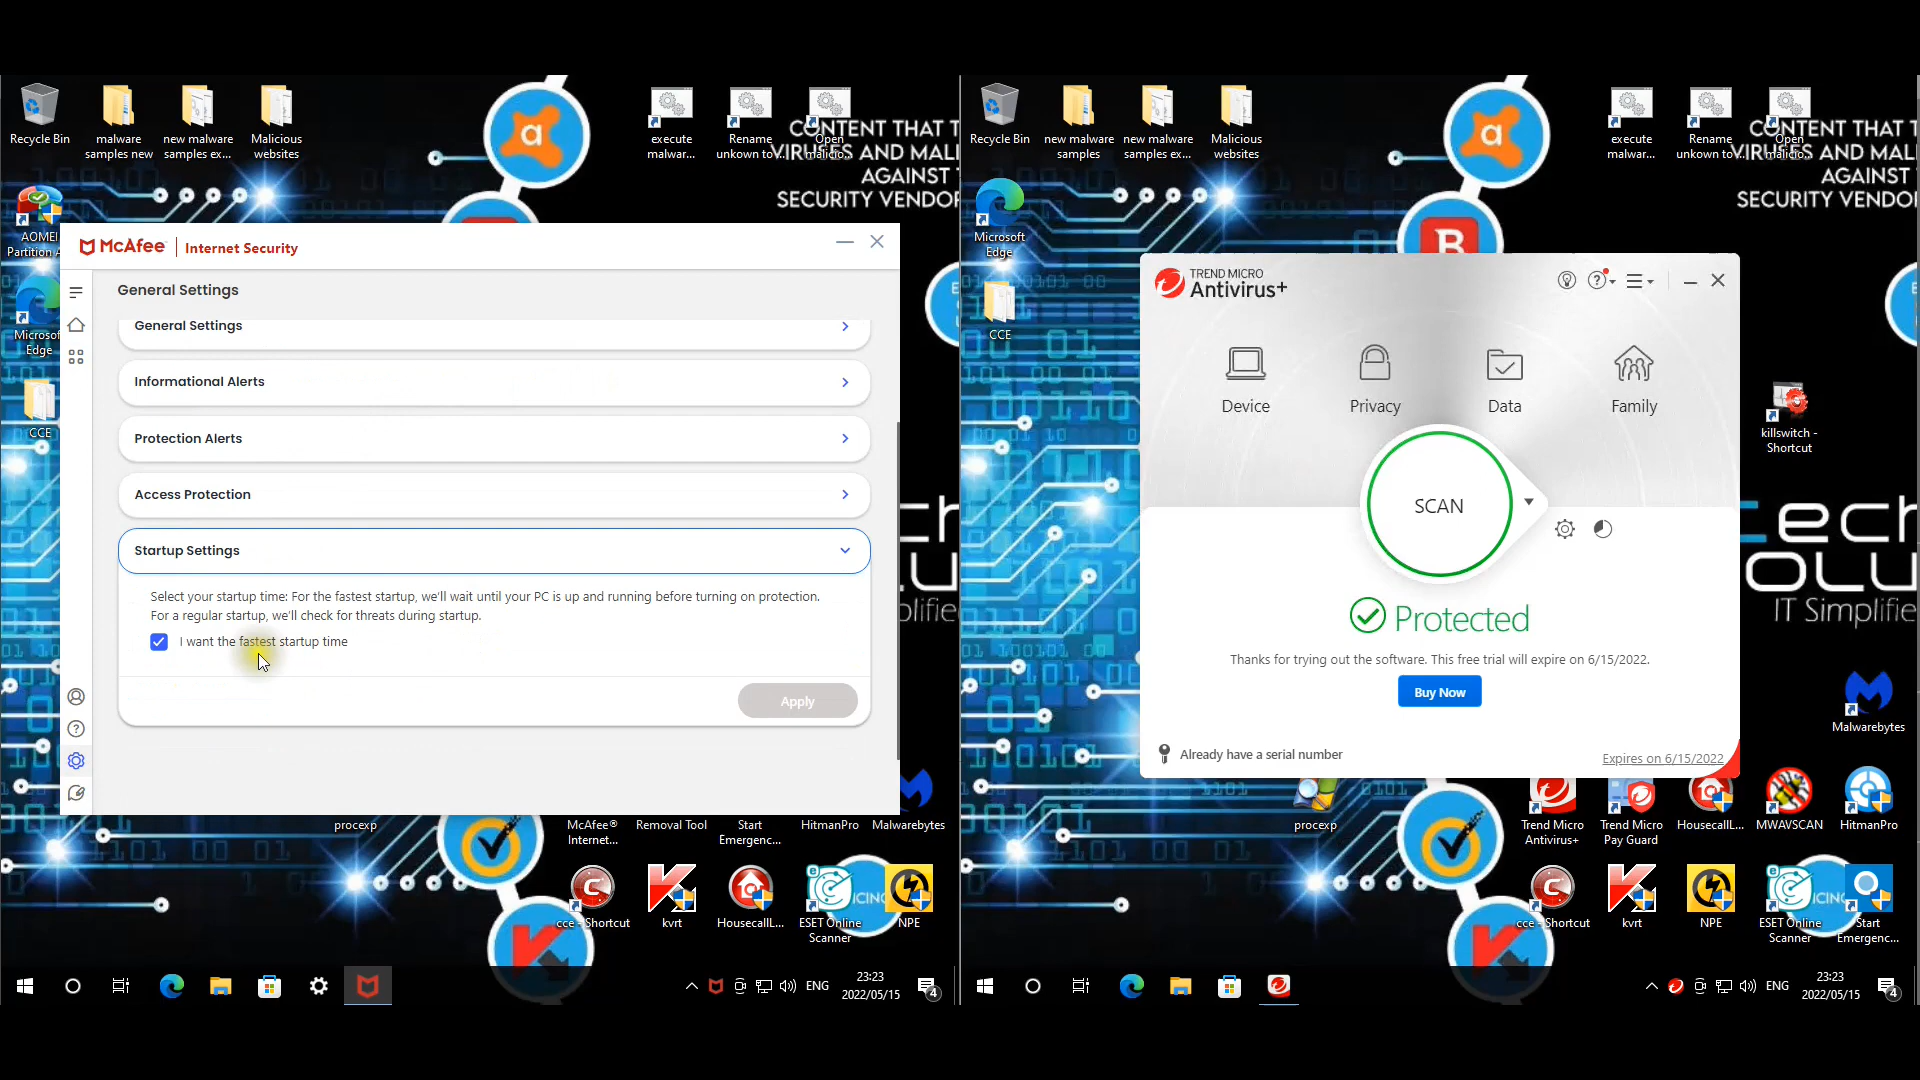 Recycle Bin
malware samples new
new malware samples ex...
Malicious websites
execute malwar...
Rename unkown to ...
Open malicio...
CONTENT THAT T
VIRUSES AND MALI
AGAINST
SECURITY VENDOR
AOMEI Partition A
Microsoft Edge
CCE
McAfee | Internet Security
General Settings
General Settings
Informational Alerts
Protection Alerts
Access Protection
Startup Settings
Select your startup time: For the fastest startup, we'll wait until your PC is up and running before turning on protection.
For a regular startup, we'll check for threats during startup.
I want the fastest startup time
Apply
procexp
McAfee® Internet...
Removal Tool
Start Emergenc...
HitmanPro
Malwarebytes
cce - Shortcut
kvrt
HousecallL...
ESET Online Scanner
NPE
ENG
23:23
2022/05/15
4
Recycle Bin
new malware samples
new malware samples ex...
Malicious websites
execute malwar...
Rename unkown to ...
Open malicio...
CONTENT THAT T
VIRUSES AND MALI
AGAINST
SECURITY VENDOR
Microsoft Edge
CCE
TREND MICRO
Antivirus+
Device
Privacy
Data
Family
SCAN
Protected
Thanks for trying out the software. This free trial will expire on 6/15/2022.
Buy Now
Already have a serial number
Expires on 6/15/2022
killswitch - Shortcut
ech
OLU
IT Simplifie
Malwarebytes
procexp
Trend Micro Antivirus+
Trend Micro Pay Guard
HousecallL...
MWAVSCAN
HitmanPro
cce - Shortcut
kvrt
NPE
ESET Online Scanner
Start Emergenc...
ENG
23:23
2022/05/15
4